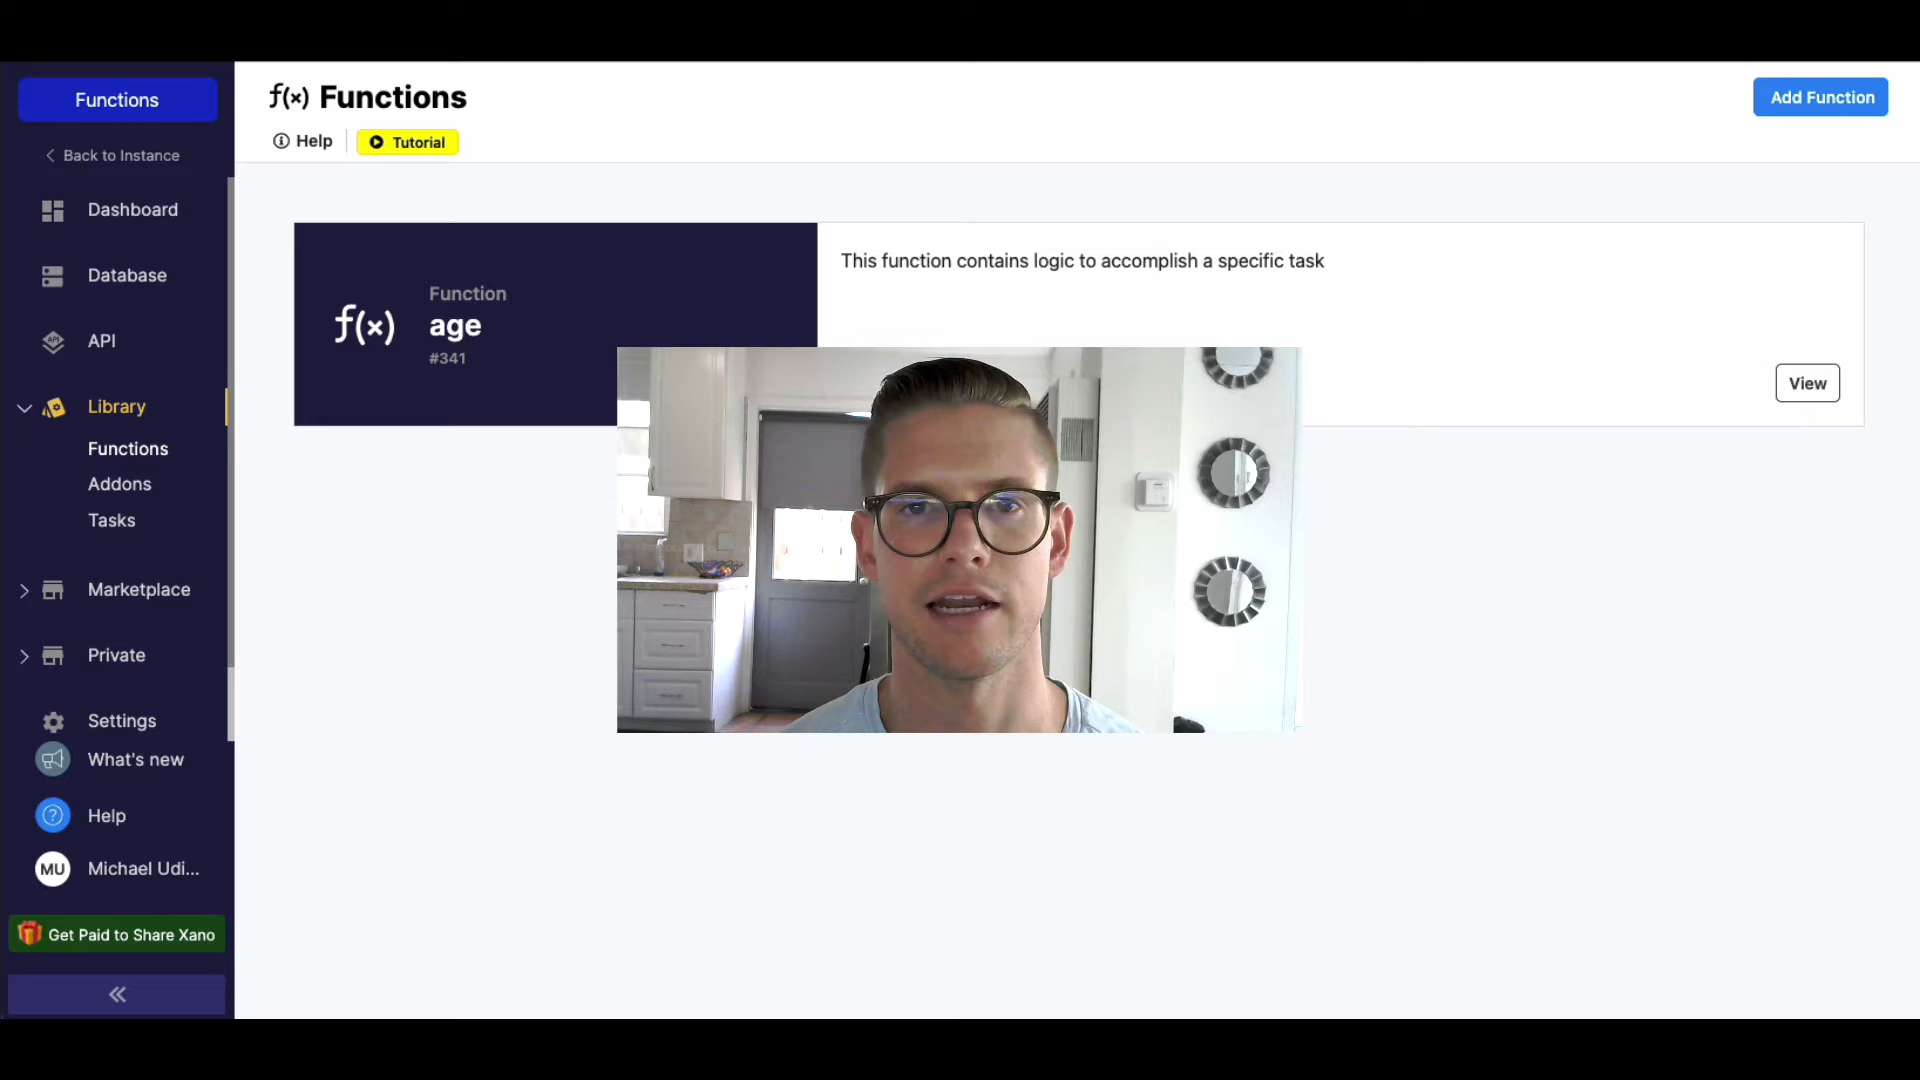 Functions
Back to Instance
Dashboard
Database
API
Library
Functions
Addons
Tasks
Marketplace
Private
Settings
What's new
Help
MU Michael Udi...
Get Paid to Share Xano
f(x) Functions
Help
Tutorial
Add Function
f(x)
Function
age
#341
This function contains logic to accomplish a specific task
View